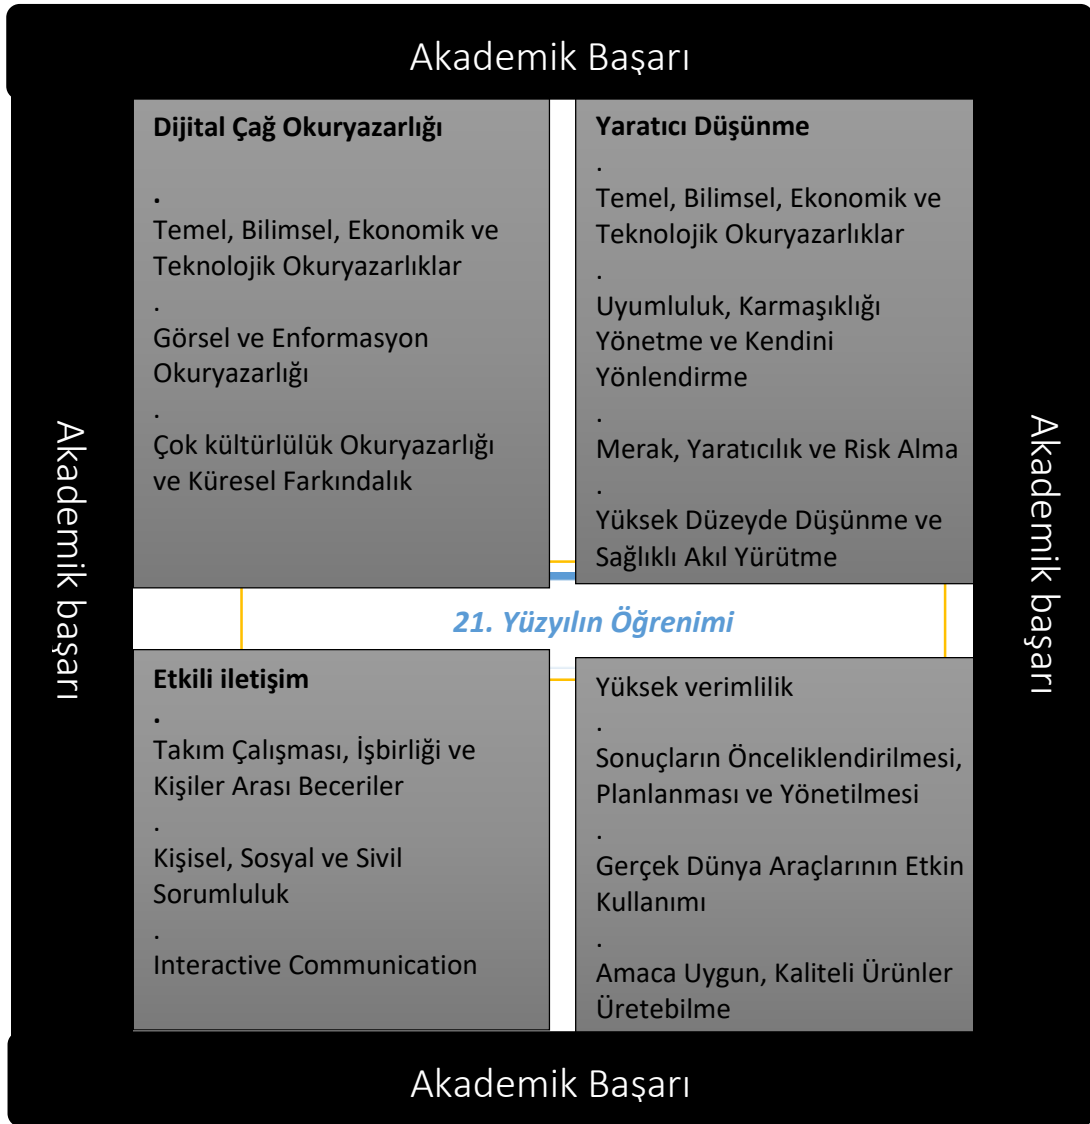 Akademik Başarı
Dijital Çağ Okuryazarlığı
.
Temel, Bilimsel, Ekonomik ve
Teknolojik Okuryazarlıklar
.
Görsel ve Enformasyon
Okuryazarlığı
.
Çok kültürlülük Okuryazarlığı
ve Küresel Farkındalık
Yaratıcı Düşünme
.
Temel, Bilimsel, Ekonomik ve
Teknolojik Okuryazarlıklar
.
Uyumluluk, Karmaşıklığı
Yönetme ve Kendini
Yönlendirme
.
Merak, Yaratıcılık ve Risk Alma
.
Yüksek Düzeyde Düşünme ve
Sağlıklı Akıl Yürütme
Akademik başarı
Akademik başarı
21. Yüzyılın Öğrenimi
Etkili iletişim
.
Takım Çalışması, İşbirliği ve
Kişiler Arası Beceriler
.
Kişisel, Sosyal ve Sivil
Sorumluluk
.
Interactive Communication
Yüksek verimlilik
.
Sonuçların Önceliklendirilmesi,
Planlanması ve Yönetilmesi
.
Gerçek Dünya Araçlarının Etkin
Kullanımı
.
Amaca Uygun, Kaliteli Ürünler
Üretebilme
Akademik Başarı